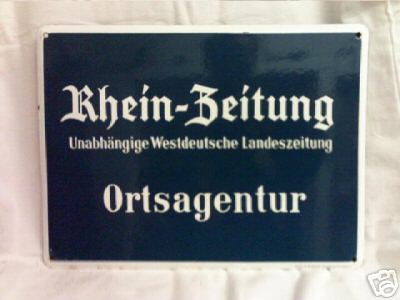 Rhein-Zeitung
Unabhängige Westdeutsche Landeszeitung
Ortsagentur